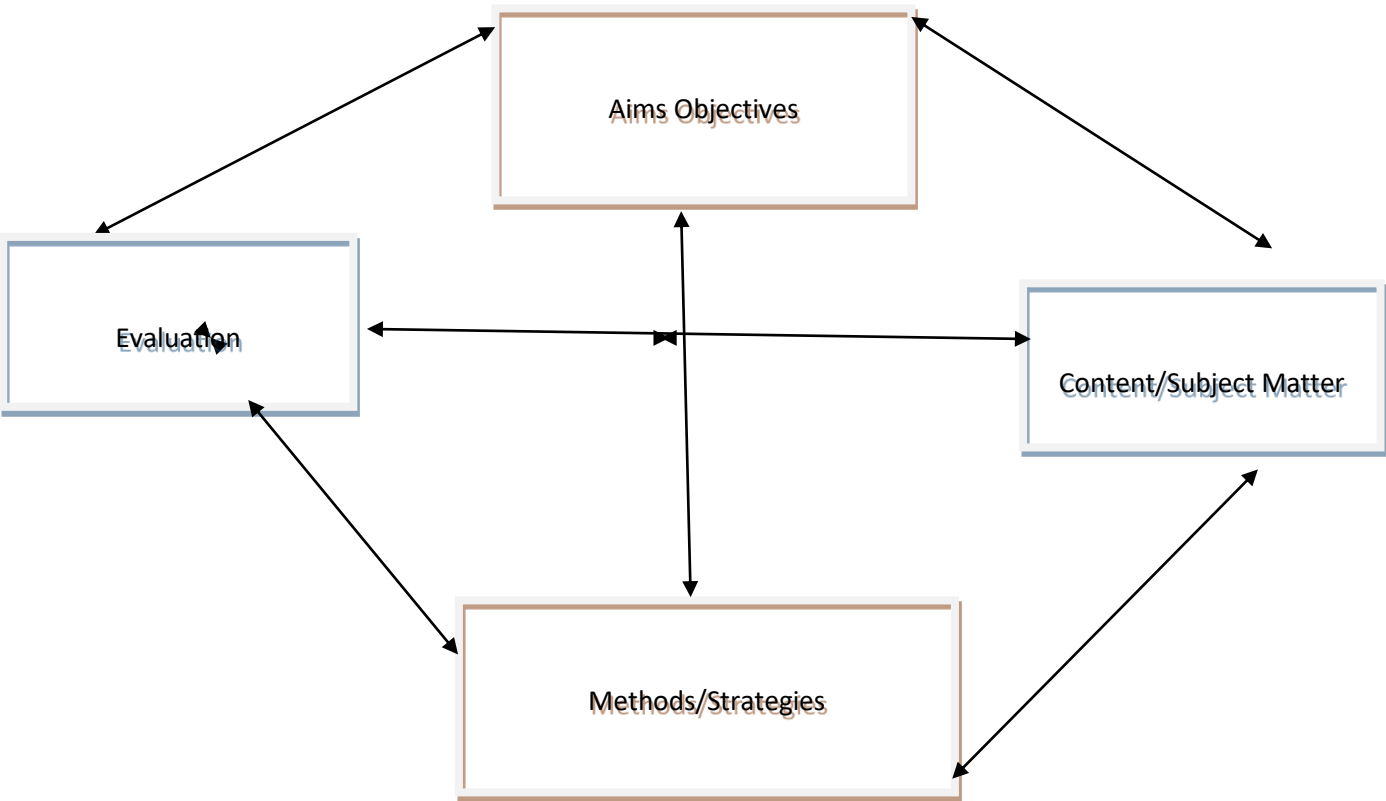 Aims Objectives
Evaluation
Content/Subject Matter
Methods/Strategies